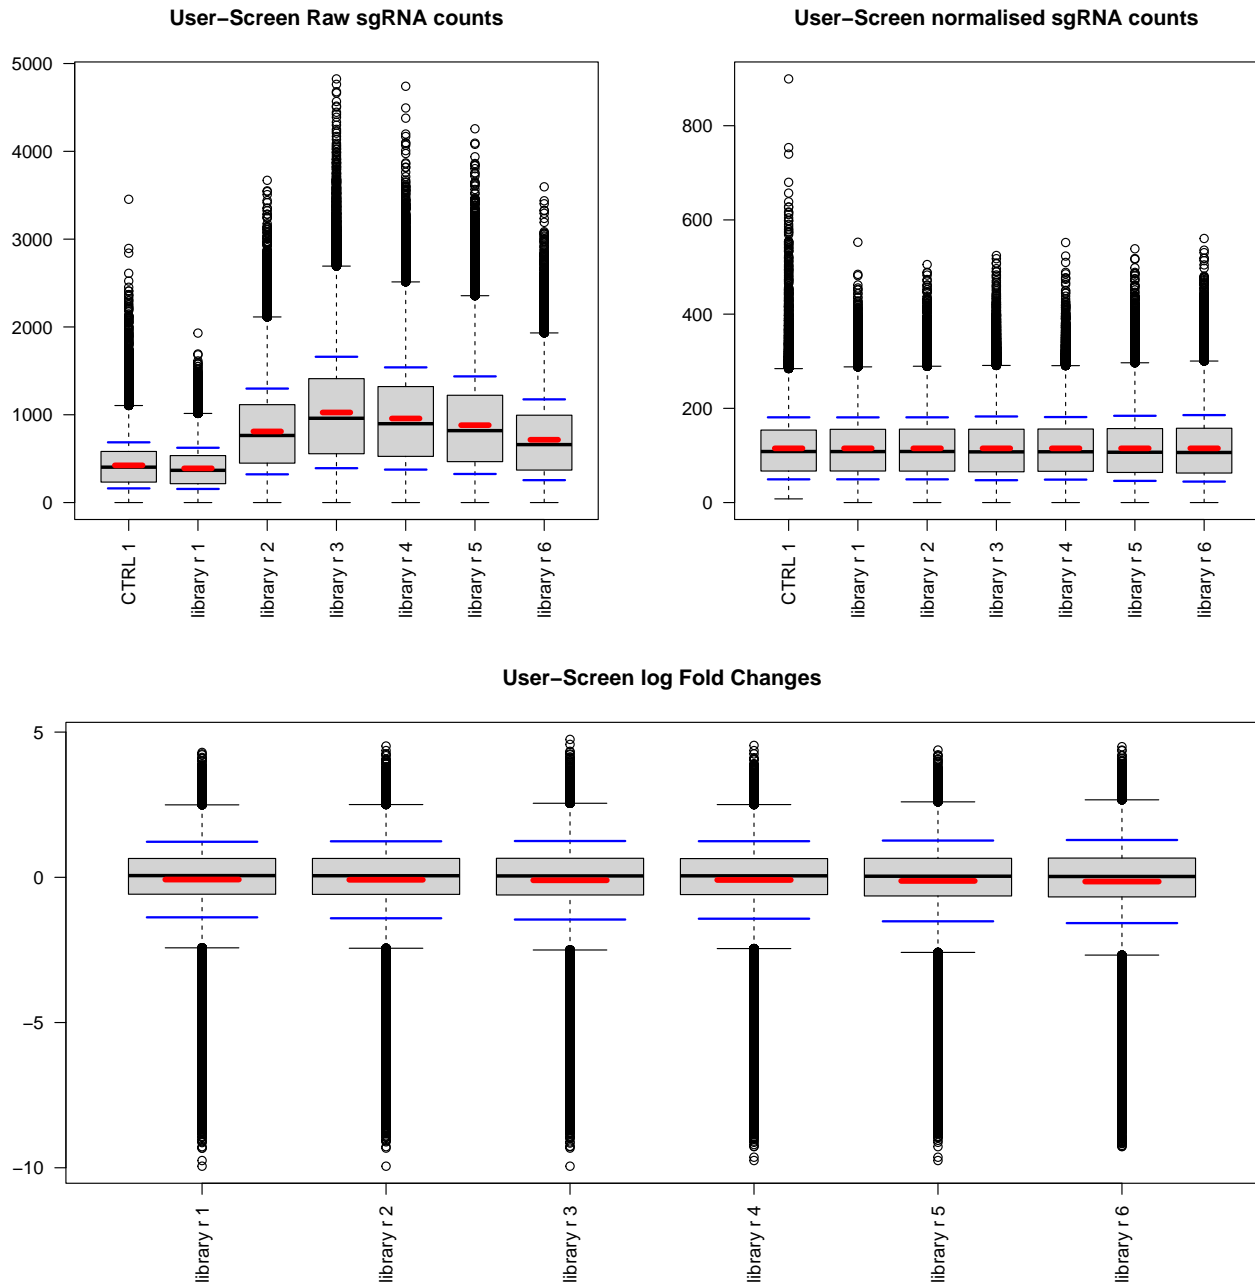 User−Screen Raw sgRNA counts
5000
4000
3000
2000
1000
0
CTRL 1
library r 1
library r 2
library r 3
library r 4
library r 5
library r 6
User−Screen normalised sgRNA counts
800
600
400
200
0
CTRL 1
library r 1
library r 2
library r 3
library r 4
library r 5
library r 6
User−Screen log Fold Changes
5
0
−5
−10
library r 1
library r 2
library r 3
library r 4
library r 5
library r 6